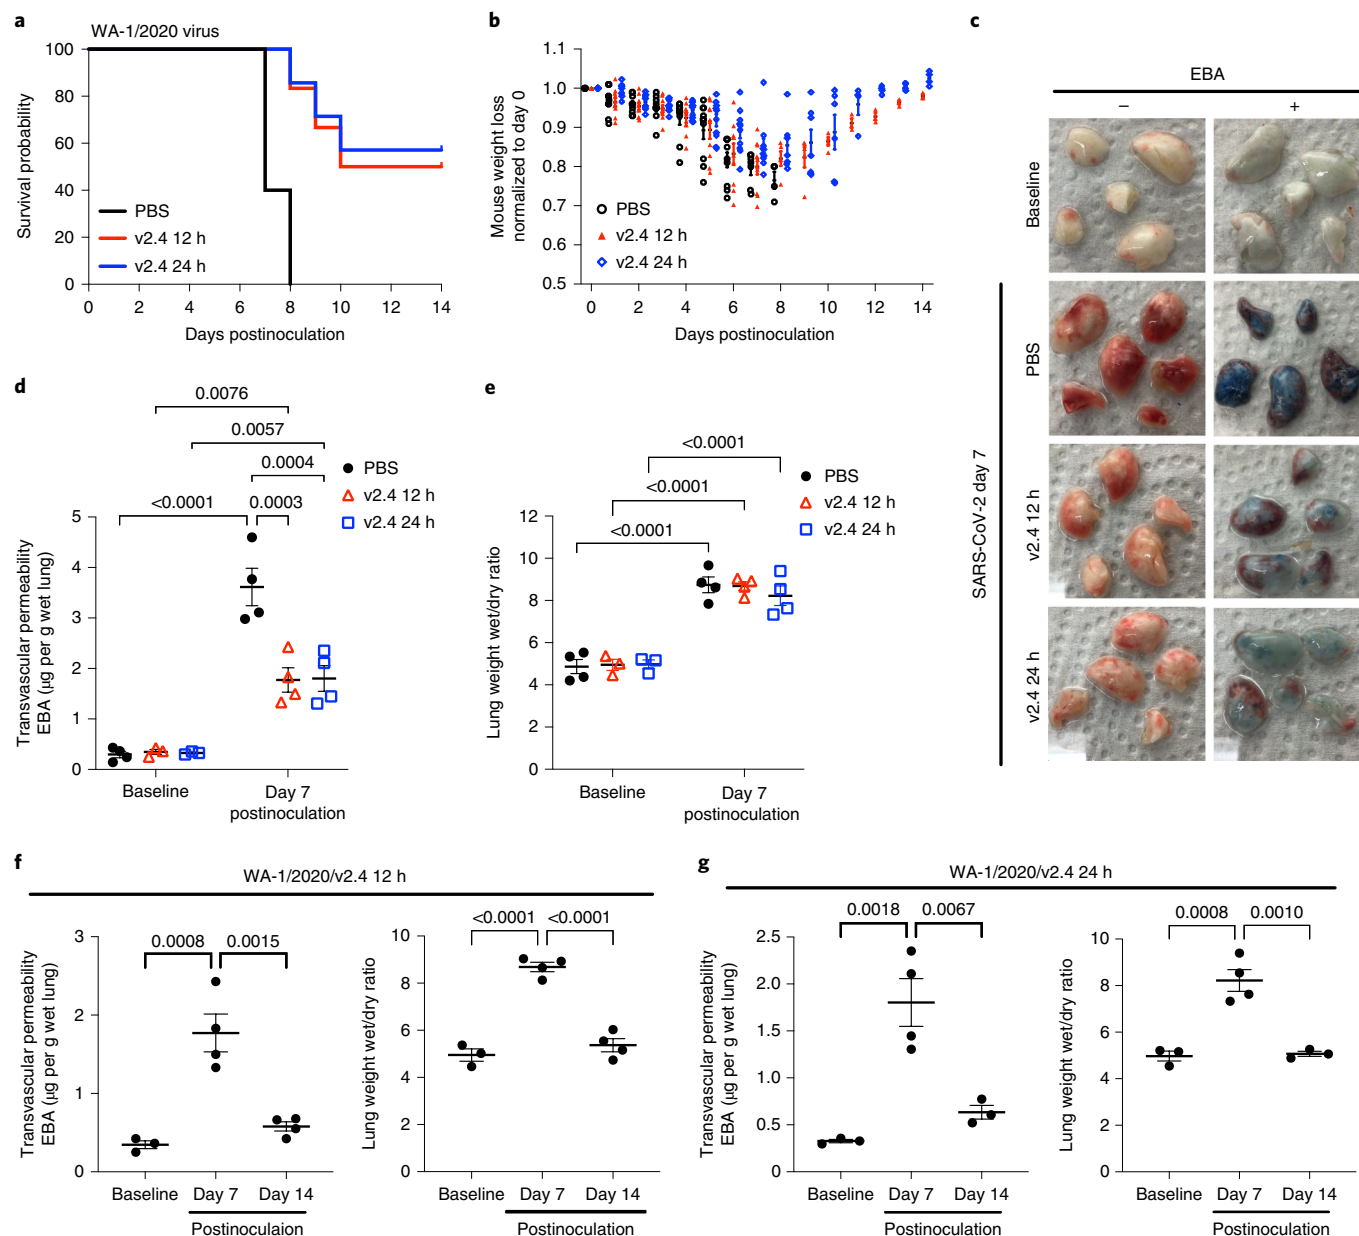 a
WA-1/2020 virus
100
80
60
40
20
0
Survival probability
PBS
v2.4 12 h
v2.4 24 h
0 2 4 6 8 10 12 14
Days postinoculation
b
1.1
1.0
0.9
0.8
0.7
0.6
0.5
Mouse weight loss
normalized to day 0
PBS
v2.4 12 h
v2.4 24 h
0 2 4 6 8 10 12 14
Days postinoculation
c
EBA
− +
Baseline
PBS
v2.4 12 h
v2.4 24 h
SARS-CoV-2 day 7
d
0.0076
0.0057
0.0004
<0.0001 0.0003
PBS
v2.4 12 h
v2.4 24 h
5
4
3
2
1
0
Transvascular permeability
EBA (μg per g wet lung)
Baseline Day 7
postinoculation
e
<0.0001
<0.0001
<0.0001
PBS
v2.4 12 h
v2.4 24 h
12
10
8
6
4
2
0
Lung weight wet/dry ratio
Baseline Day 7
postinoculation
f
WA-1/2020/v2.4 12 h
0.0008 0.0015
3
2
1
0
Transvascular permeability
EBA (μg per g wet lung)
Baseline Day 7 Day 14
Postinoculaion
<0.0001 <0.0001
10
8
6
4
2
0
Lung weight wet/dry ratio
Baseline Day 7 Day 14
Postinoculation
g
WA-1/2020/v2.4 24 h
0.0018 0.0067
2.5
2.0
1.5
1.0
0.5
0
Transvascular permeability
EBA (μg per g wet lung)
Baseline Day 7 Day 14
Postinoculation
0.0008 0.0010
10
8
6
4
2
0
Lung weight wet/dry ratio
Baseline Day 7 Day 14
Postinoculation